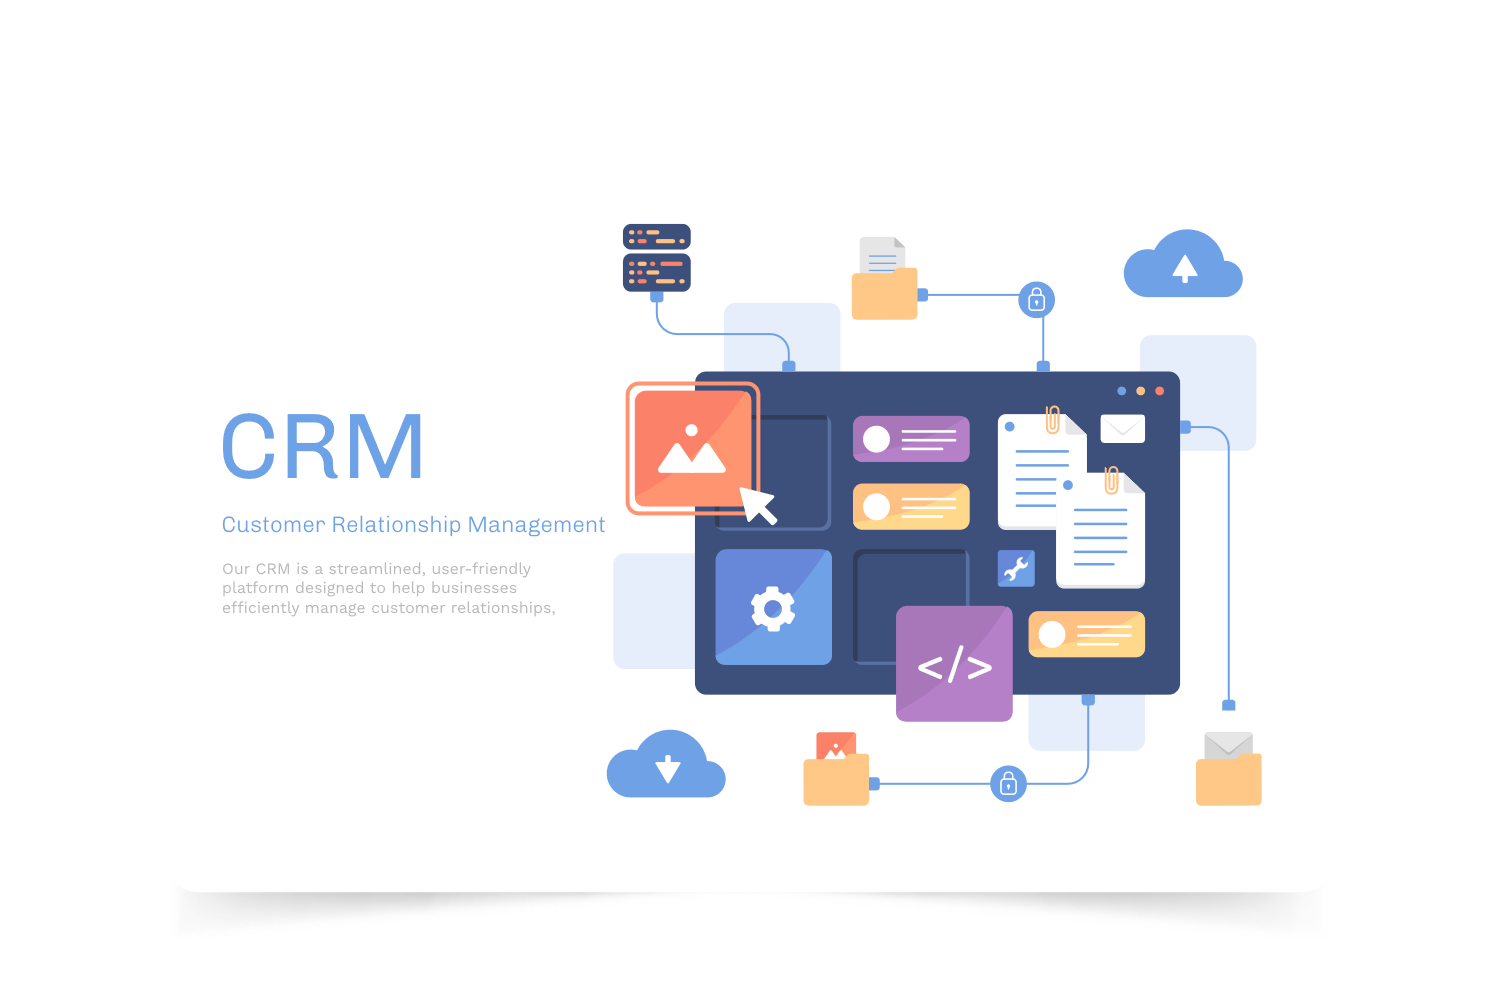 CRM
Customer Relationship Management
Our CRM is a streamlined, user-friendly
platform designed to help businesses
efficiently manage customer relationships,
</>